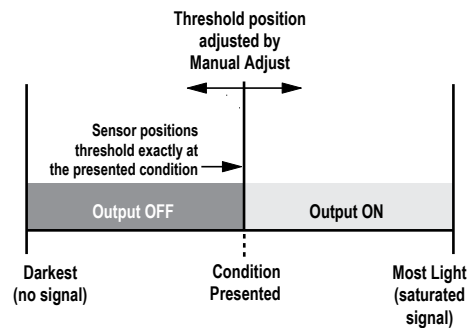 Threshold position
adjusted by
Manual Adjust
Sensor positions
threshold exactly at
the presented condition
Output OFF
Output ON
Darkest
(no signal)
Condition
Presented
Most Light
(saturated
signal)